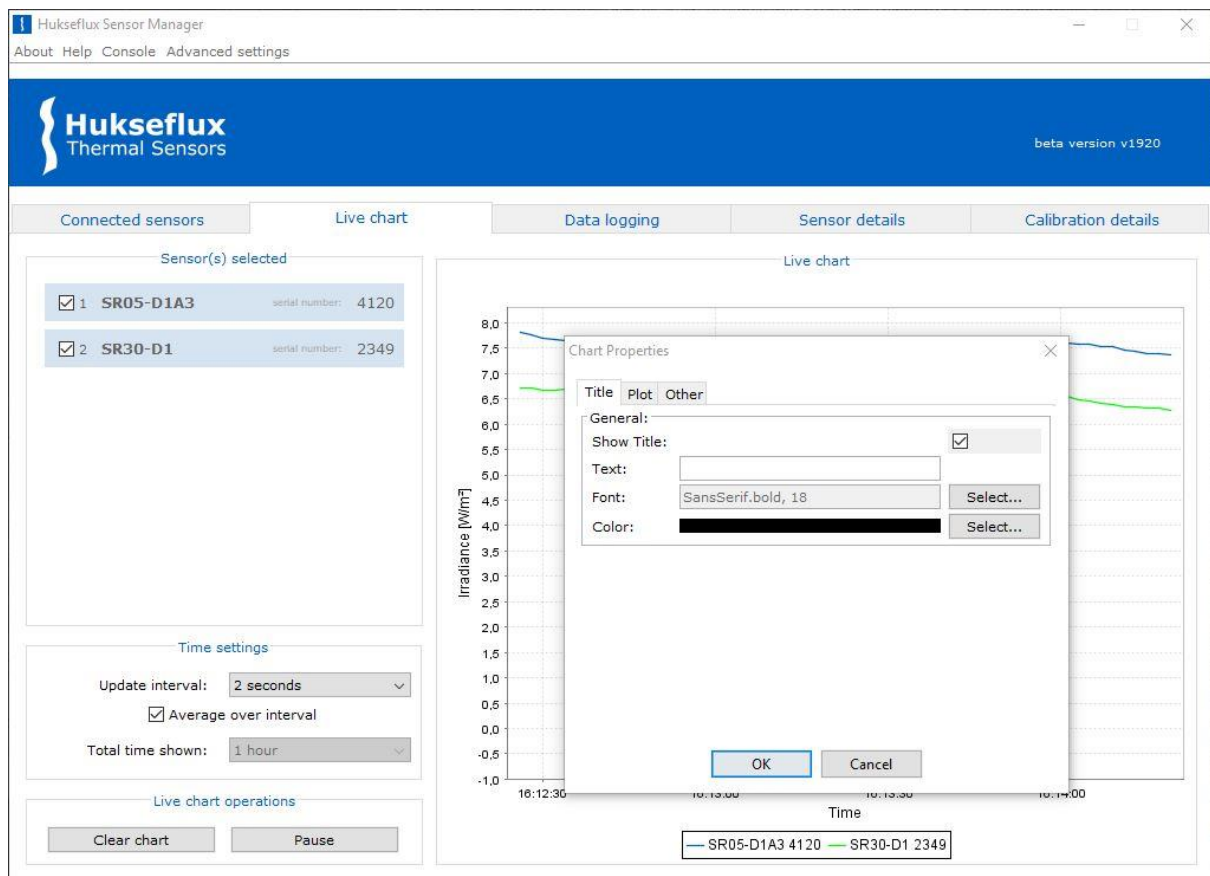 Hukseflux Sensor Manager
About Help Console Advanced settings
Hukseflux
Thermal Sensors
beta version v1920
Connected sensors
Live chart
Data logging
Sensor details
Calibration details
Sensor(s) selected
1 SR05-D1A3 serial number: 4120
2 SR30-D1 serial number: 2349
Time settings
Update interval: 2 seconds
Average over interval
Total time shown: 1 hour
Live chart operations
Clear chart
Pause
Live chart
Irradiance [W/m²]
8,0
7,5
7,0
6,5
6,0
5,5
5,0
4,5
4,0
3,5
3,0
2,5
2,0
1,5
1,0
0,5
0,0
-0,5
-1,0
16:12:30 16:13:00 16:13:30 16:14:00
Time
SR05-D1A3 4120 SR30-D1 2349
Chart Properties
Title Plot Other
General:
Show Title:
Text:
Font: SansSerif.bold, 18 Select...
Color: Select...
OK Cancel